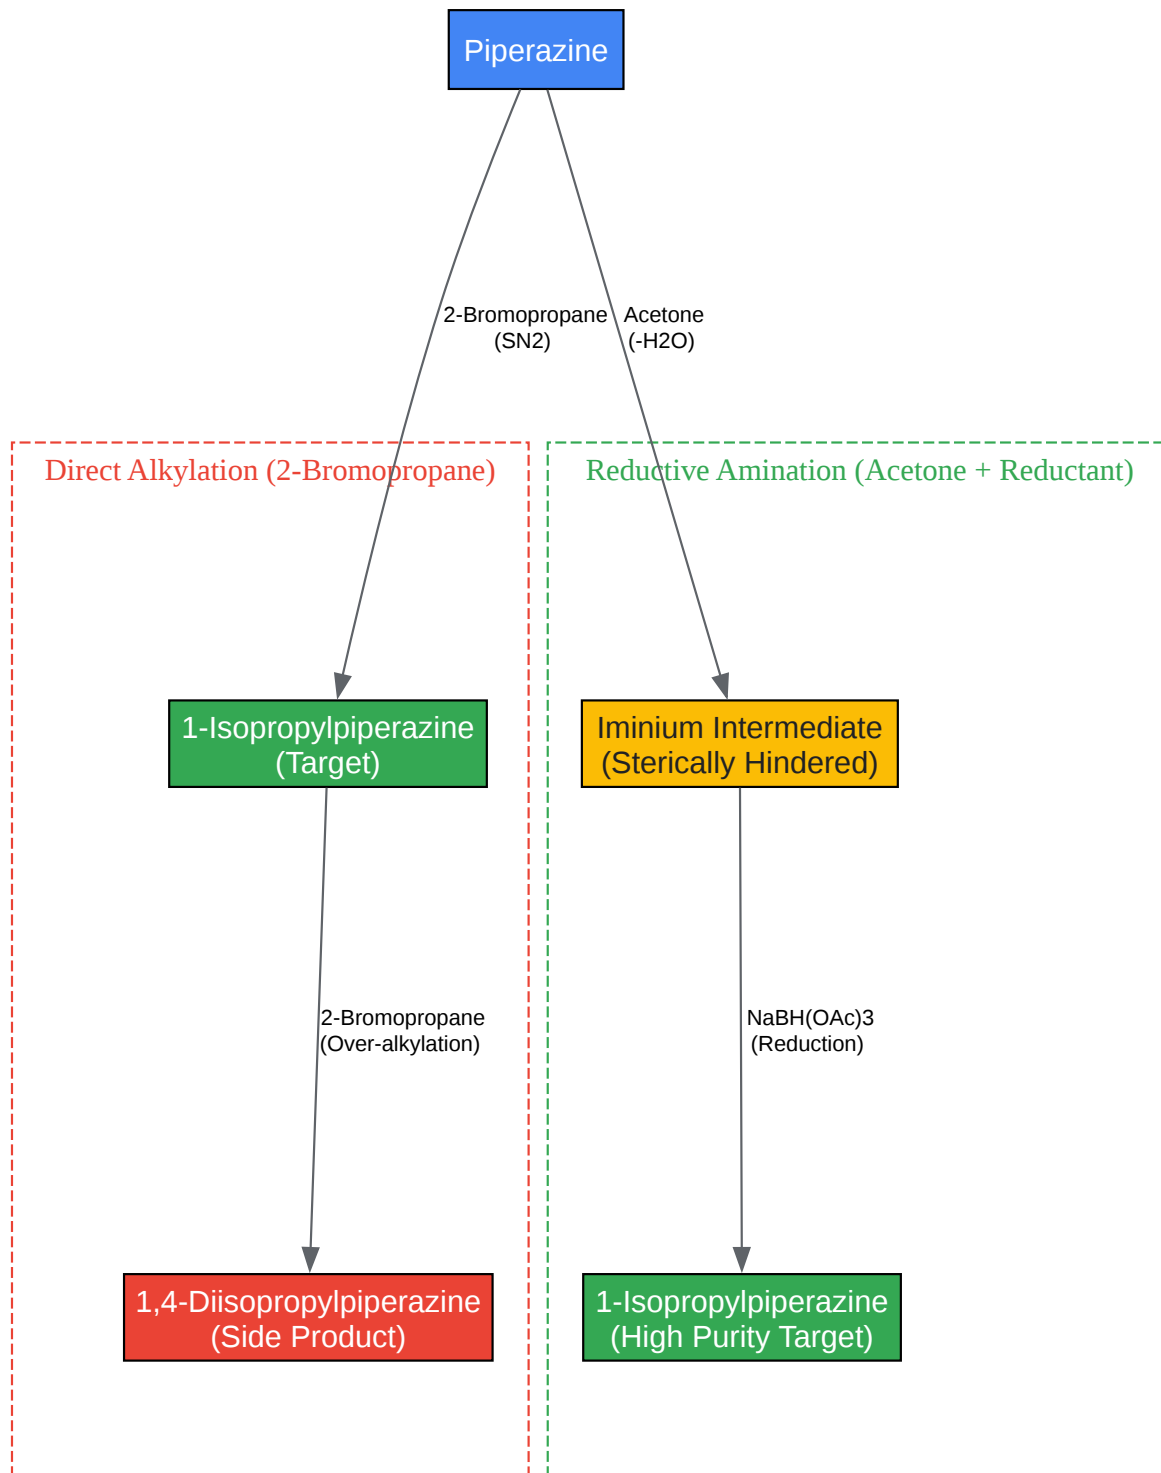 Piperazine
2-Bromopropane
(SN2)
Acetone
(-H2O)
Direct Alkylation (2-Bromopropane)
Reductive Amination (Acetone + Reductant)
1-Isopropylpiperazine
(Target)
Iminium Intermediate
(Sterically Hindered)
2-Bromopropane
(Over-alkylation)
NaBH(OAc)3
(Reduction)
1,4-Diisopropylpiperazine
(Side Product)
1-Isopropylpiperazine
(High Purity Target)